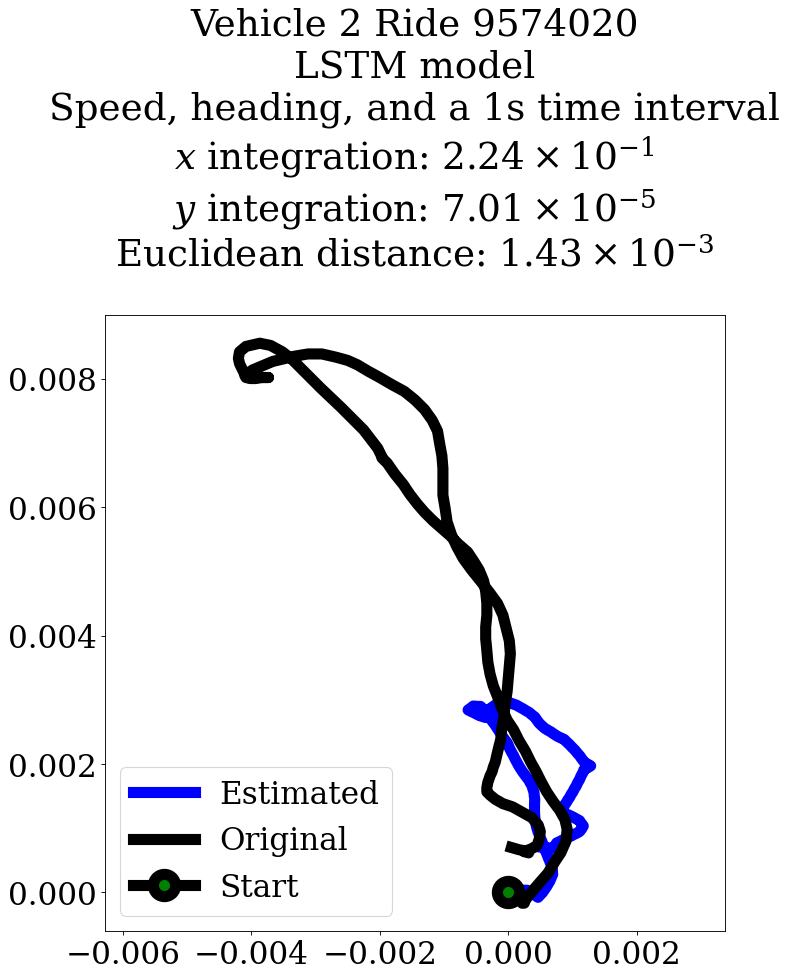 Vehicle 2 Ride 9574020
LSTM model
Speed, heading, and a 1s time interval
x integration: 2.24 × 10⁻¹
y integration: 7.01 × 10⁻⁵
Euclidean distance: 1.43 × 10⁻³
0.008
0.006
0.004
0.002
0.000
Estimated
Original
Start
−0.006 −0.004 −0.002 0.000 0.002